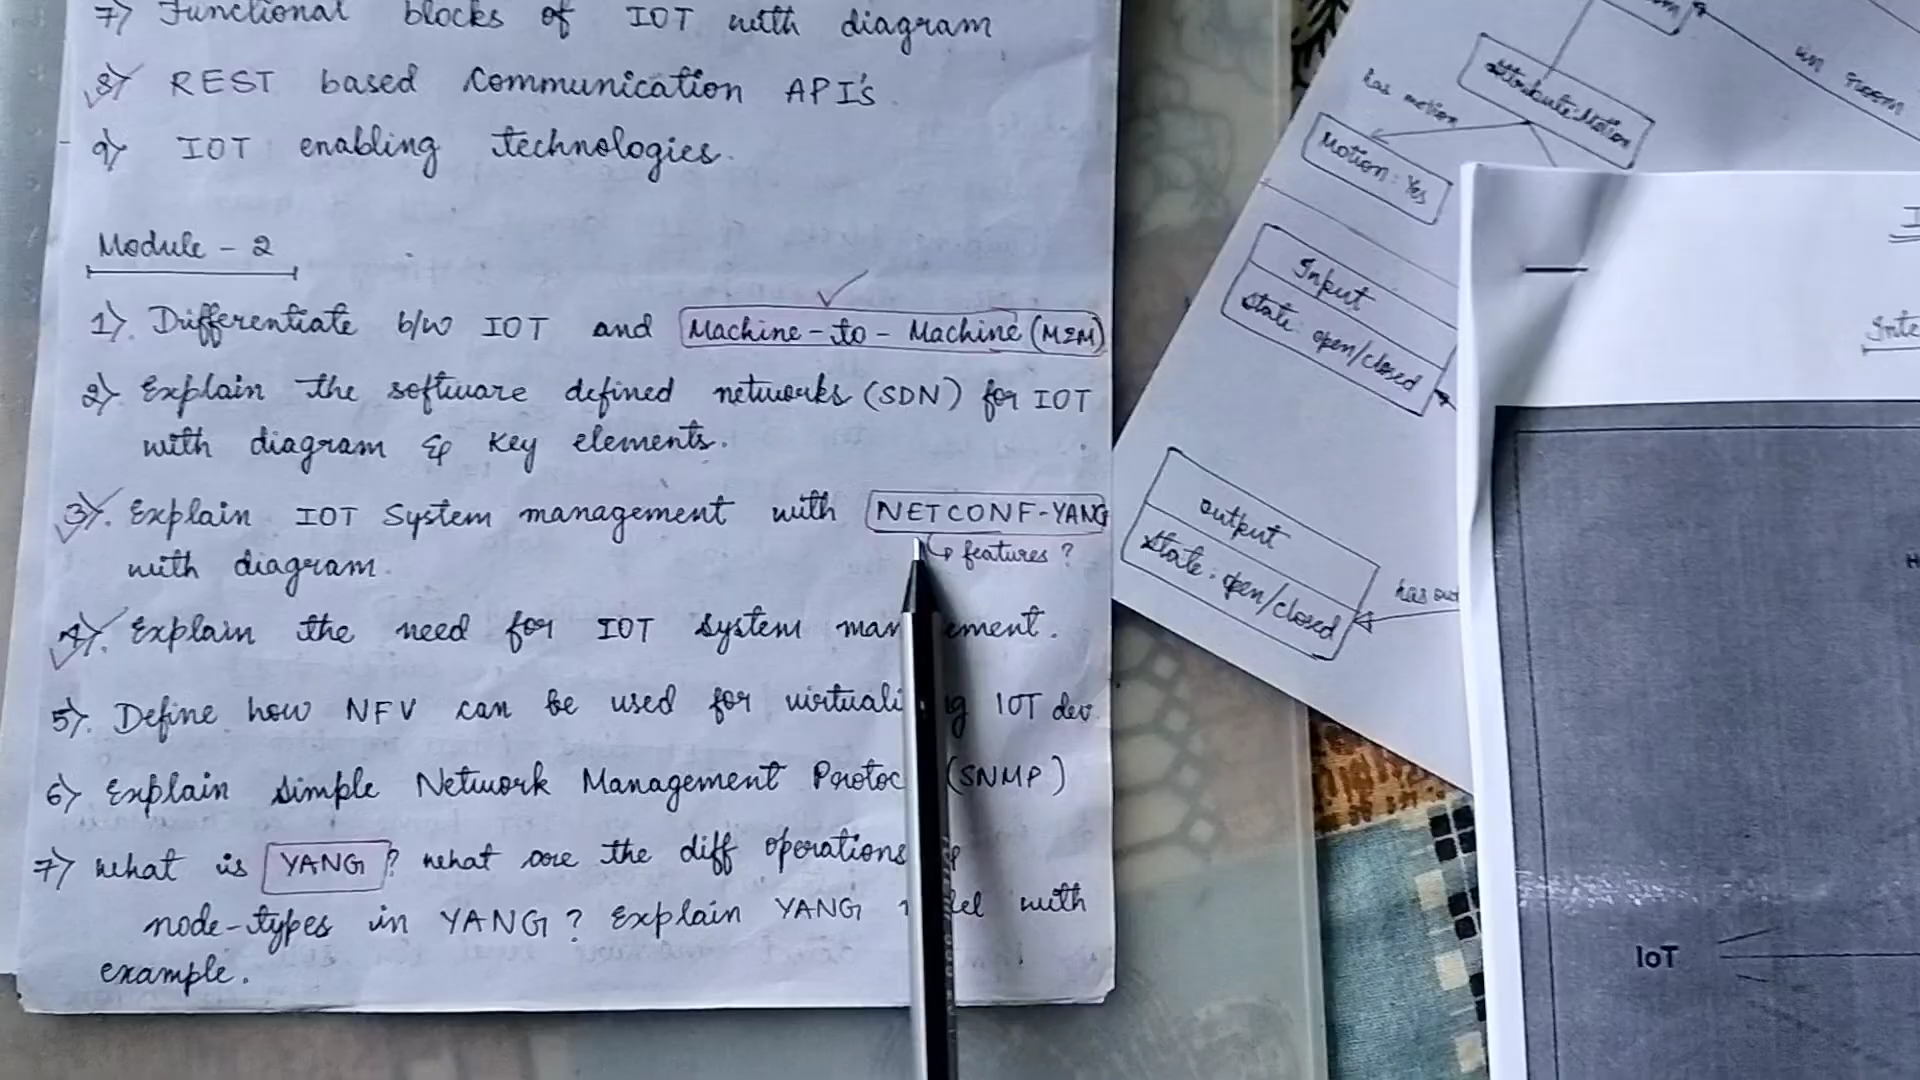 7) Functional blocks of IOT with diagram
8) REST based Communication API's.
9) IOT enabling technologies.
Module - 2
1). Differentiate b/w IOT and Machine-to-Machine (M2M)
2). Explain the software defined networks (SDN) for IOT
with diagram & key elements.
3). Explain IOT System management with NETCONF-YANG
↳ features ?
with diagram.
4). Explain the need for IOT system ement.
5). Define how NFV can be used for IOT dev.
6) Explain simple Network Management (SNMP)
7) what is YANG ? what are the diff operations
node-types in YANG ? Explain YANG with
example.
in room
Attribute: Motion
has motion
Motion: Yes
Input
State: open/closed
Output
State: open/closed
has
IoT